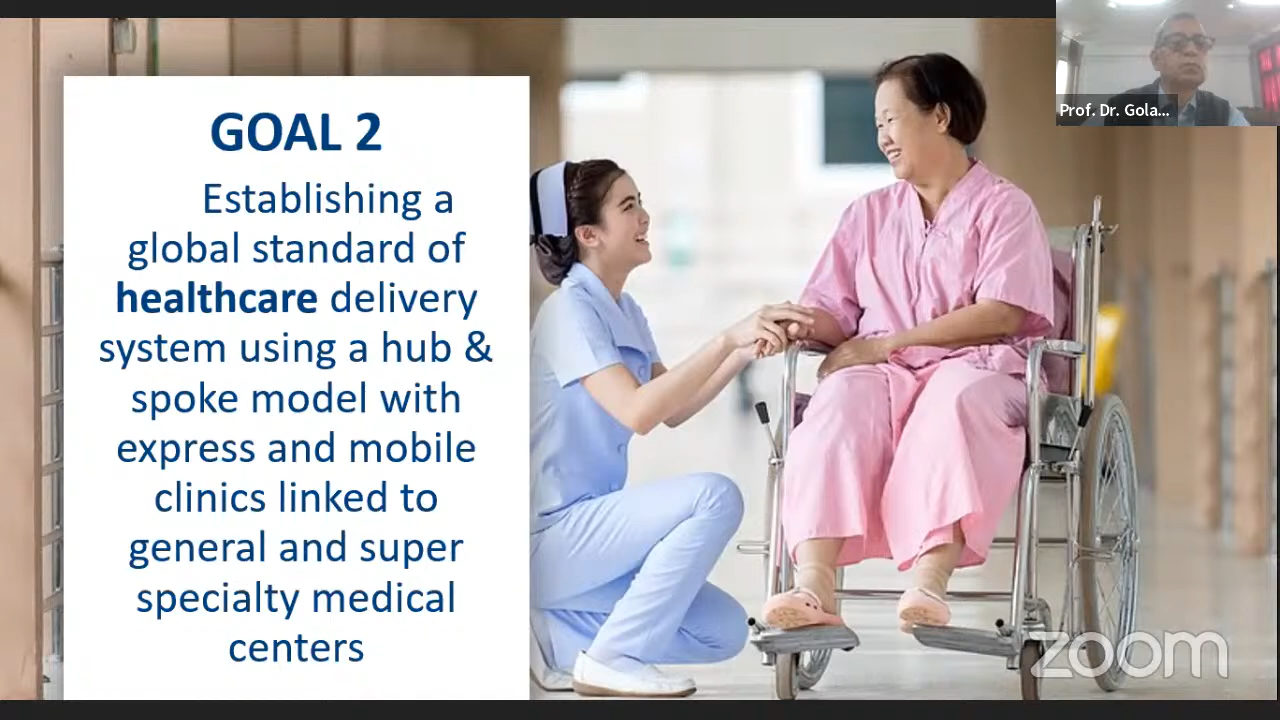 GOAL 2
Establishing a
global standard of
healthcare delivery
system using a hub &
spoke model with
express and mobile
clinics linked to
general and super
specialty medical
centers
Prof. Dr. Gola...
zoom